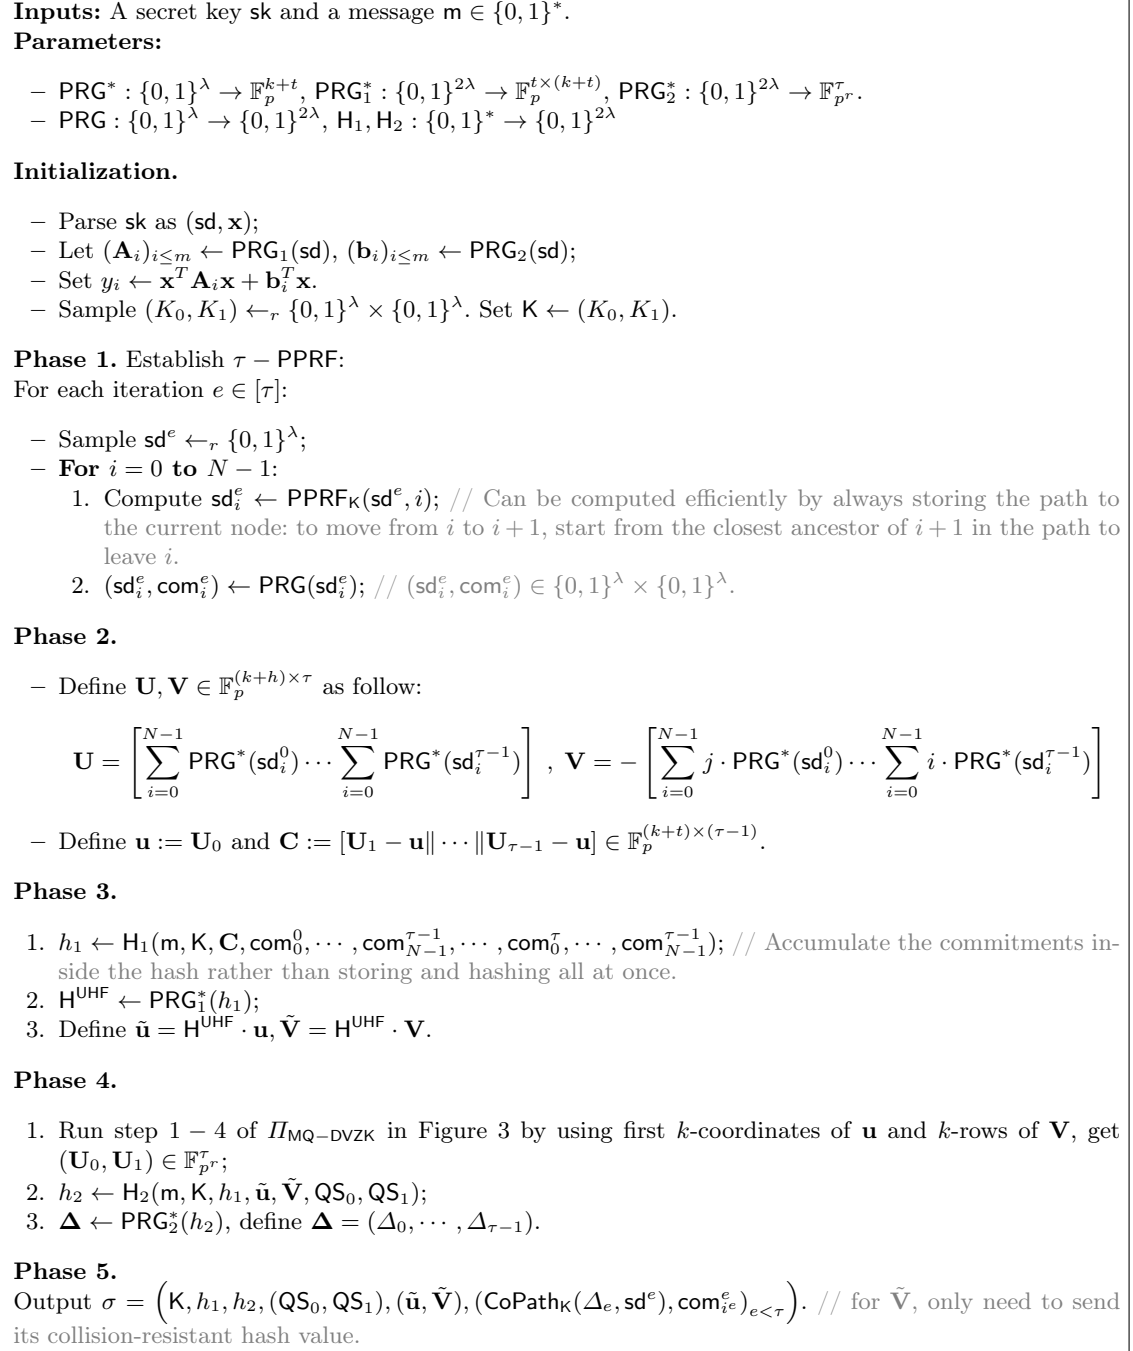 Inputs: A secret key sk and a message m ∈ {0, 1}*.
Parameters:
– PRG* : {0, 1}^λ → 𝔽_p^{k+t}, PRG*_1 : {0, 1}^{2λ} → 𝔽_p^{t×(k+t)}, PRG*_2 : {0, 1}^{2λ} → 𝔽_{p^r}^τ.
– PRG : {0, 1}^λ → {0, 1}^{2λ}, H_1, H_2 : {0, 1}* → {0, 1}^{2λ}
Initialization.
– Parse sk as (sd, x);
– Let (A_i)_{i≤m} ← PRG_1(sd), (b_i)_{i≤m} ← PRG_2(sd);
– Set y_i ← x^T A_i x + b_i^T x.
– Sample (K_0, K_1) ←_r {0, 1}^λ × {0, 1}^λ. Set K ← (K_0, K_1).
Phase 1. Establish τ − PPRF:
For each iteration e ∈ [τ]:
– Sample sd^e ←_r {0, 1}^λ;
– For i = 0 to N − 1:
1. Compute sd_i^e ← PPRF_K(sd^e, i); // Can be computed efficiently by always storing the path to
the current node: to move from i to i + 1, start from the closest ancestor of i + 1 in the path to
leave i.
2. (sd_i^e, com_i^e) ← PRG(sd_i^e); // (sd_i^e, com_i^e) ∈ {0, 1}^λ × {0, 1}^λ.
Phase 2.
– Define U, V ∈ 𝔽_p^{(k+h)×τ} as follow:
U = [∑_{i=0}^{N−1} PRG*(sd_i^0) ··· ∑_{i=0}^{N−1} PRG*(sd_i^{τ−1})] , V = − [∑_{i=0}^{N−1} j · PRG*(sd_i^0) ··· ∑_{i=0}^{N−1} i · PRG*(sd_i^{τ−1})]
– Define u := U_0 and C := [U_1 − u‖ ··· ‖U_{τ−1} − u] ∈ 𝔽_p^{(k+t)×(τ−1)}.
Phase 3.
1. h_1 ← H_1(m, K, C, com_0^0, ··· , com_{N−1}^{τ−1}, ··· , com_0^τ, ··· , com_{N−1}^{τ−1}); // Accumulate the commitments in-
side the hash rather than storing and hashing all at once.
2. H^{UHF} ← PRG*_1(h_1);
3. Define ũ = H^{UHF} · u, Ṽ = H^{UHF} · V.
Phase 4.
1. Run step 1 − 4 of Π_{MQ−DVZK} in Figure 3 by using first k-coordinates of u and k-rows of V, get
(U_0, U_1) ∈ 𝔽_{p^r}^τ;
2. h_2 ← H_2(m, K, h_1, ũ, Ṽ, QS_0, QS_1);
3. Δ ← PRG*_2(h_2), define Δ = (Δ_0, ··· , Δ_{τ−1}).
Phase 5.
Output σ = (K, h_1, h_2, (QS_0, QS_1), (ũ, Ṽ), (CoPath_K(Δ_e, sd^e), com_{i^e}^e)_{e<τ}). // for Ṽ, only need to send
its collision-resistant hash value.